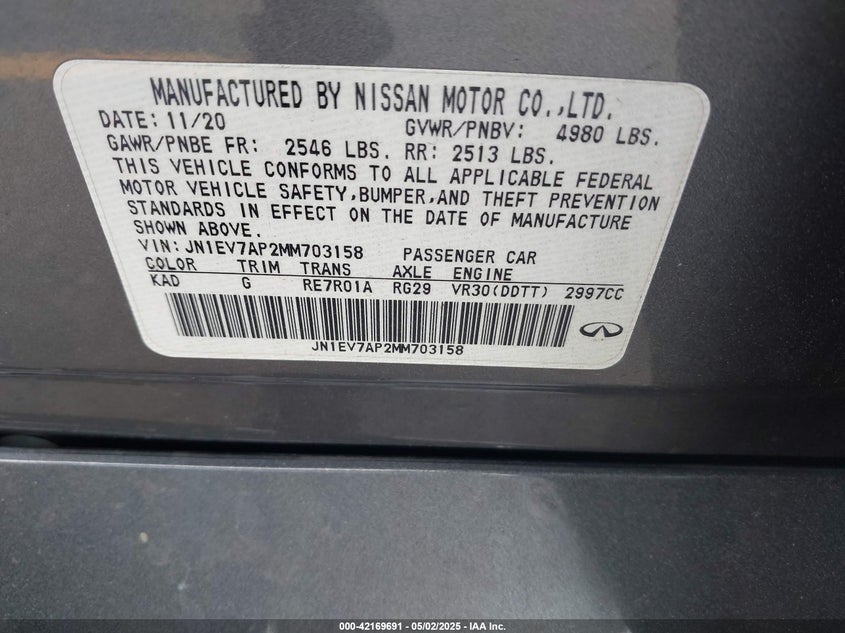 MANUFACTURED BY NISSAN MOTOR CO.,LTD.
DATE: 11/20 GVWR/PNBV: 4980 LBS.
GAWR/PNBE FR: 2546 LBS. RR: 2513 LBS.
THIS VEHICLE CONFORMS TO ALL APPLICABLE FEDERAL
MOTOR VEHICLE SAFETY,BUMPER,AND THEFT PREVENTION
STANDARDS IN EFFECT ON THE DATE OF MANUFACTURE
SHOWN ABOVE.
VIN: JN1EV7AP2MM703158 PASSENGER CAR
COLOR TRIM TRANS AXLE ENGINE
KAD G RE7R01A RG29 VR30(DDTT) 2997CC
JN1EV7AP2MM703158
000-42169691 - 05/02/2025 - IAA Inc.